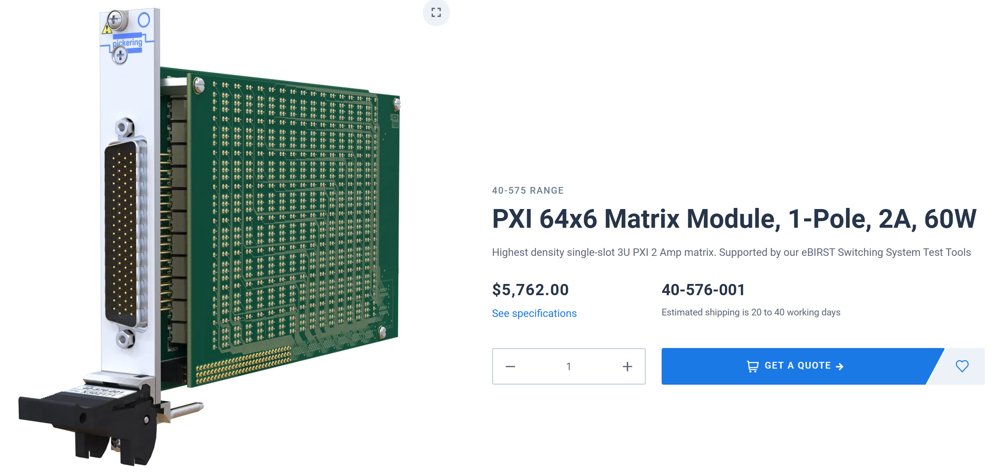 pickering
40-576-001
X302171
40-575 RANGE
PXI 64x6 Matrix Module, 1-Pole, 2A, 60W
Highest density single-slot 3U PXI 2 Amp matrix. Supported by our eBIRST Switching System Test Tools
$5,762.00
40-576-001
See specifications
Estimated shipping is 20 to 40 working days
1
GET A QUOTE